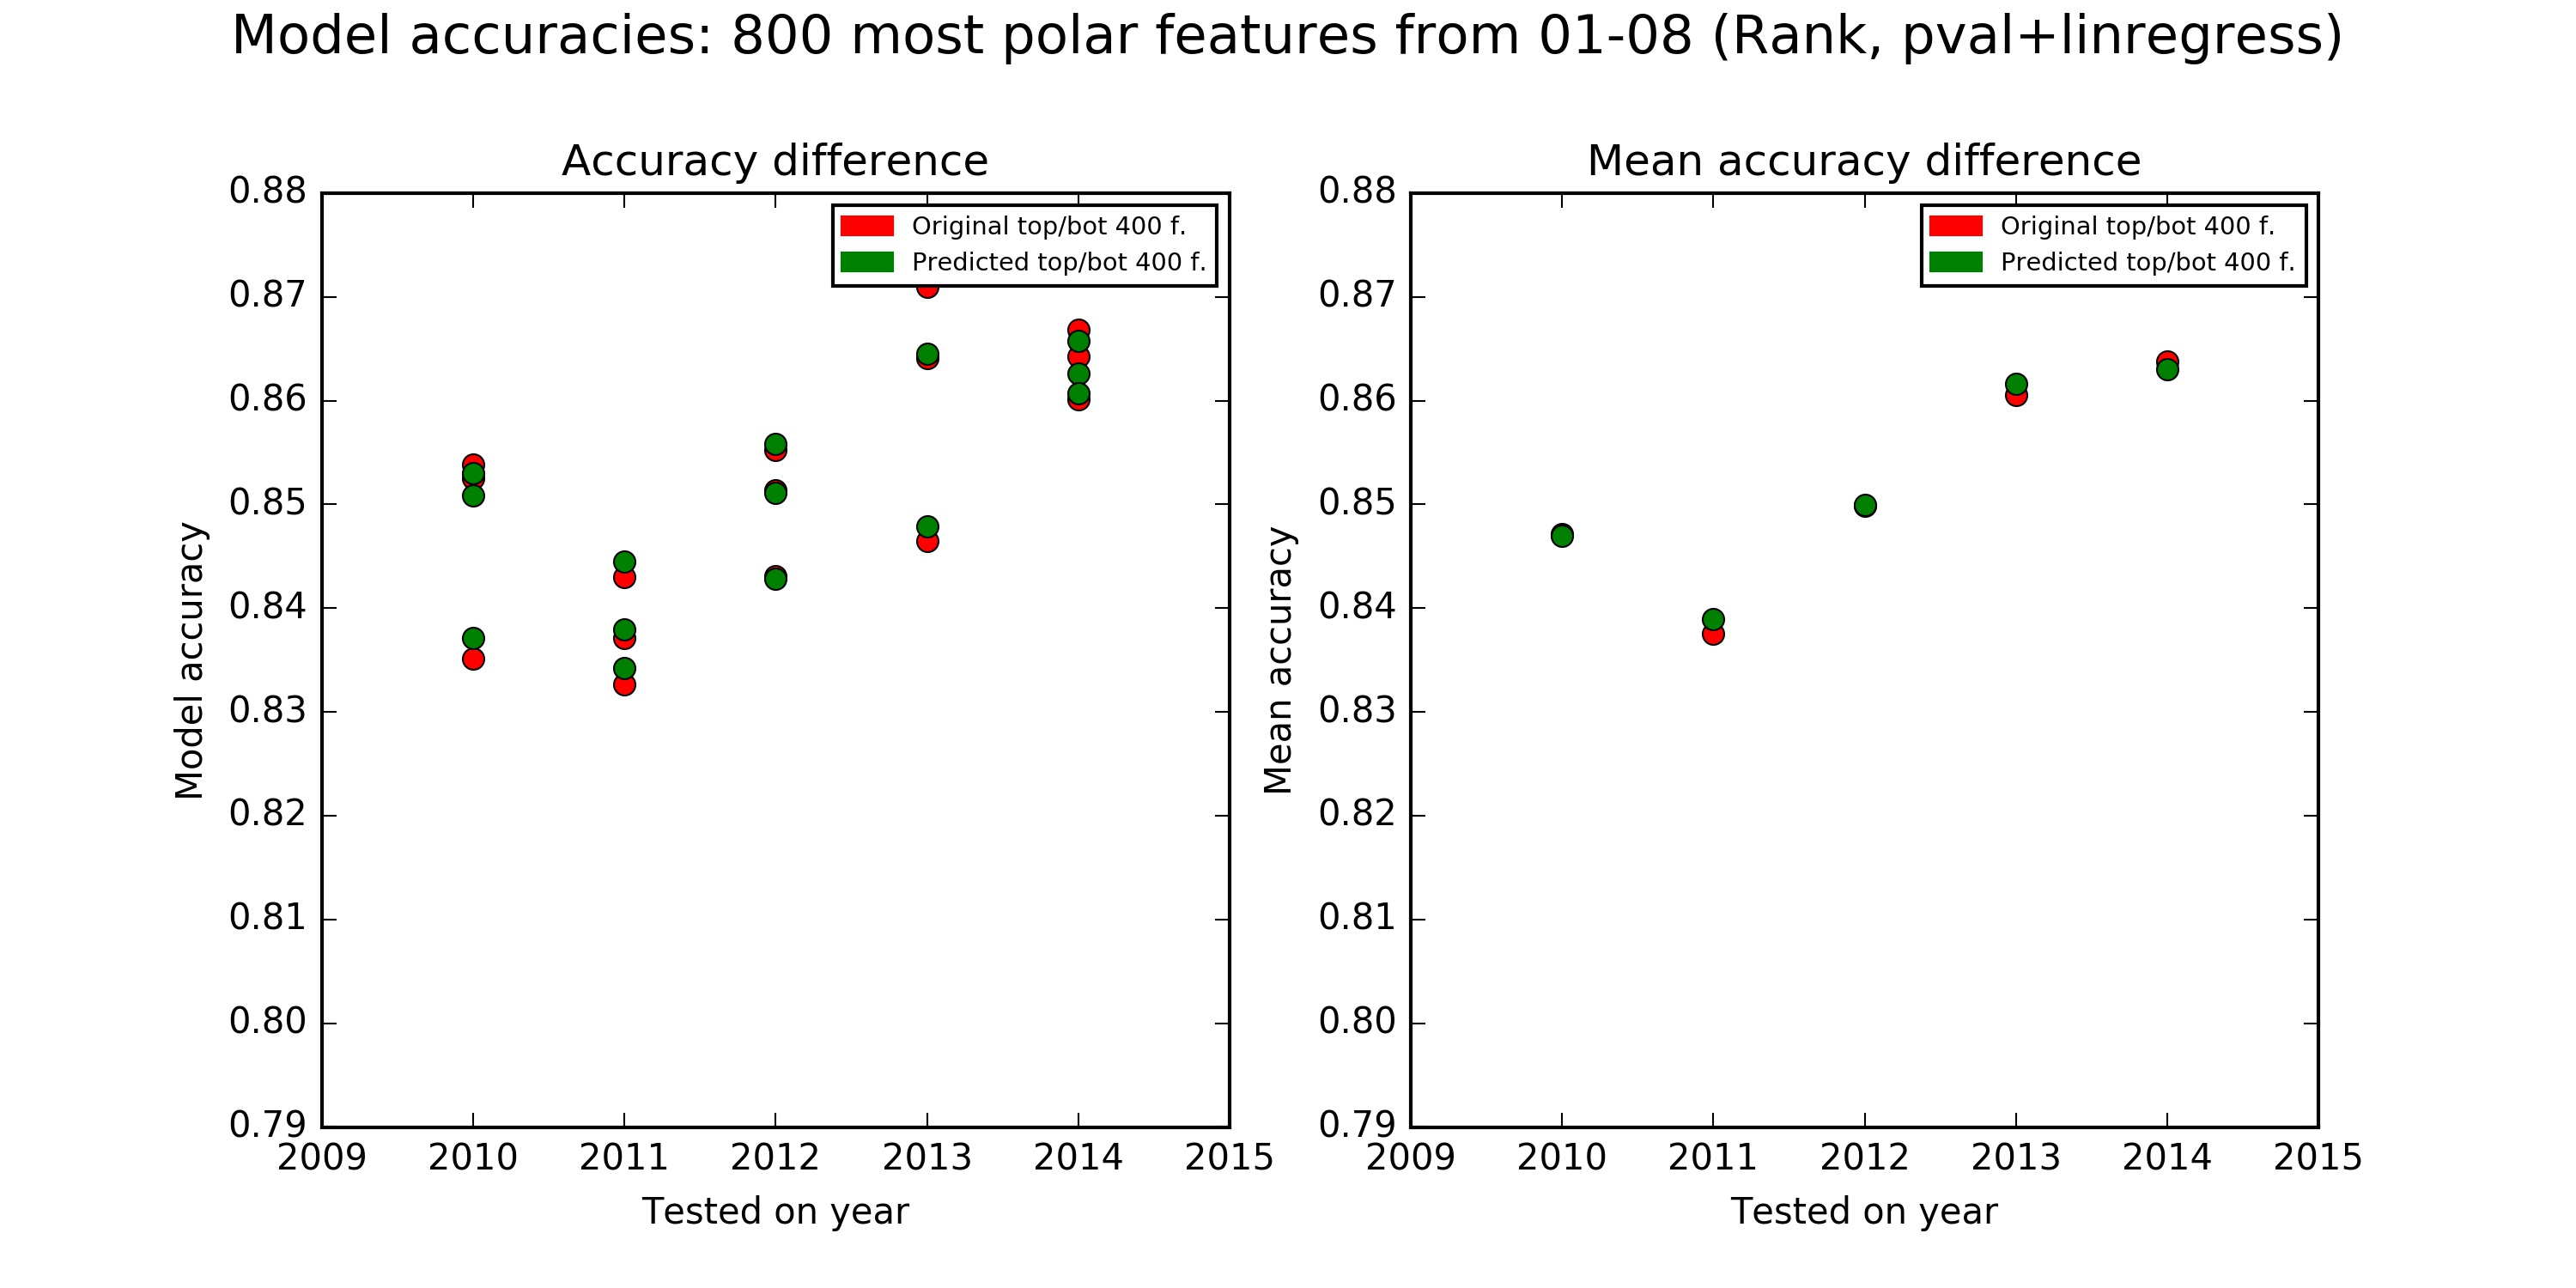 Model accuracies: 800 most polar features from 01-08 (Rank, pval+linregress)
Accuracy difference
0.88
0.87
0.86
0.85
0.84
0.83
0.82
0.81
0.80
0.79
Model accuracy
Original top/bot 400 f.
Predicted top/bot 400 f.
2009 2010 2011 2012 2013 2014 2015
Tested on year
Mean accuracy difference
0.88
0.87
0.86
0.85
0.84
0.83
0.82
0.81
0.80
0.79
Mean accuracy
Original top/bot 400 f.
Predicted top/bot 400 f.
2009 2010 2011 2012 2013 2014 2015
Tested on year